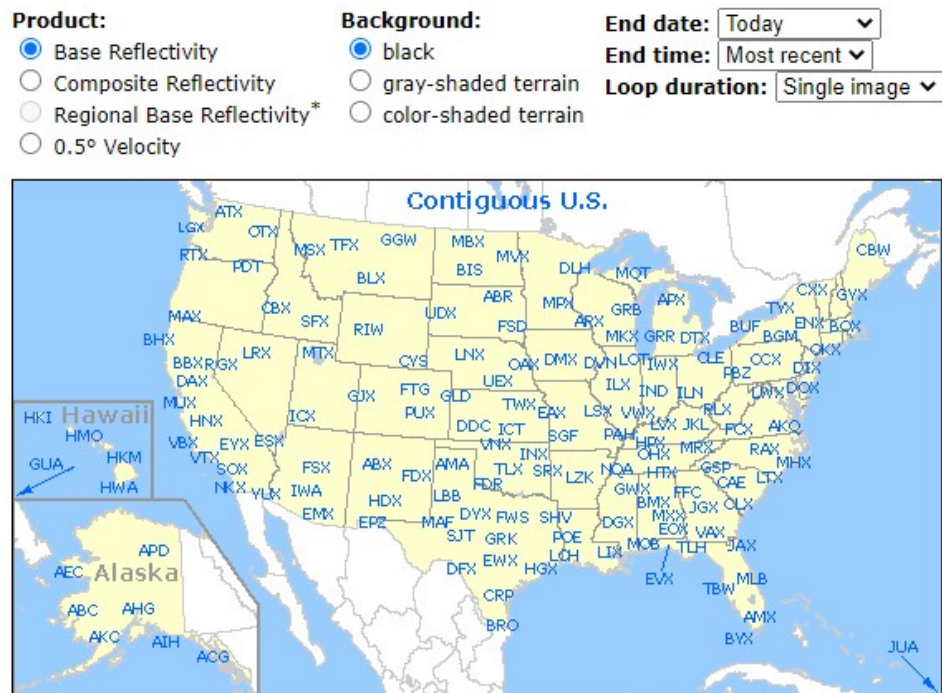 Product:
Base Reflectivity
Composite Reflectivity
Regional Base Reflectivity*
0.5° Velocity
Background:
black
gray-shaded terrain
color-shaded terrain
End date: Today
End time: Most recent
Loop duration: Single image
Contiguous U.S.
ATX
LGX
OTX
RTX
PDT
MSX
TFX
GGW
BLX
MBX
MVX
BIS
DLH
MQT
CBW
MAX
CBX
SFX
RIW
UDX
ABR
FSD
MPX
ARX
GRB
APX
MKX
GRR
DTX
TYX
CXX
GYX
BUF
BGM
ENX
BOX
BHX
BBX
RGX
LRX
MTX
CYS
LNX
OAX
DMX
DVN
LOT
IWX
CLE
PBZ
CCX
DIX
OKX
DAX
MUX
HNX
ICX
GJX
FTG
PUX
GLD
UEX
TWX
EAX
ILX
IND
ILN
LSX
VWX
LVX
JKL
RLX
LWX
DOX
FCX
AKQ
VBX
EYX
ESX
VTX
SOX
NKX
YUX
DDC
ICT
VNX
INX
SGF
PAH
HPX
OHX
MRX
RAX
MHX
FSX
IWA
EMX
ABX
HDX
EPZ
FDX
AMA
LBB
FDR
TLX
SRX
LZK
NQA
HTX
GSP
CAE
LTX
GWX
BMX
FFC
JGX
CLX
MXX
EOX
VAX
MAF
DYX
FWS
SJT
GRK
SHV
DGX
POE
LCH
LIX
MOB
TLH
JAX
EVX
DFX
EWX
HGX
CRP
BRO
TBW
MLB
AMX
BYX
JUA
Hawaii
HKI
HMO
GUA
HKM
HWA
Alaska
APD
AEC
ABC
AHG
AKC
AIH
ACG